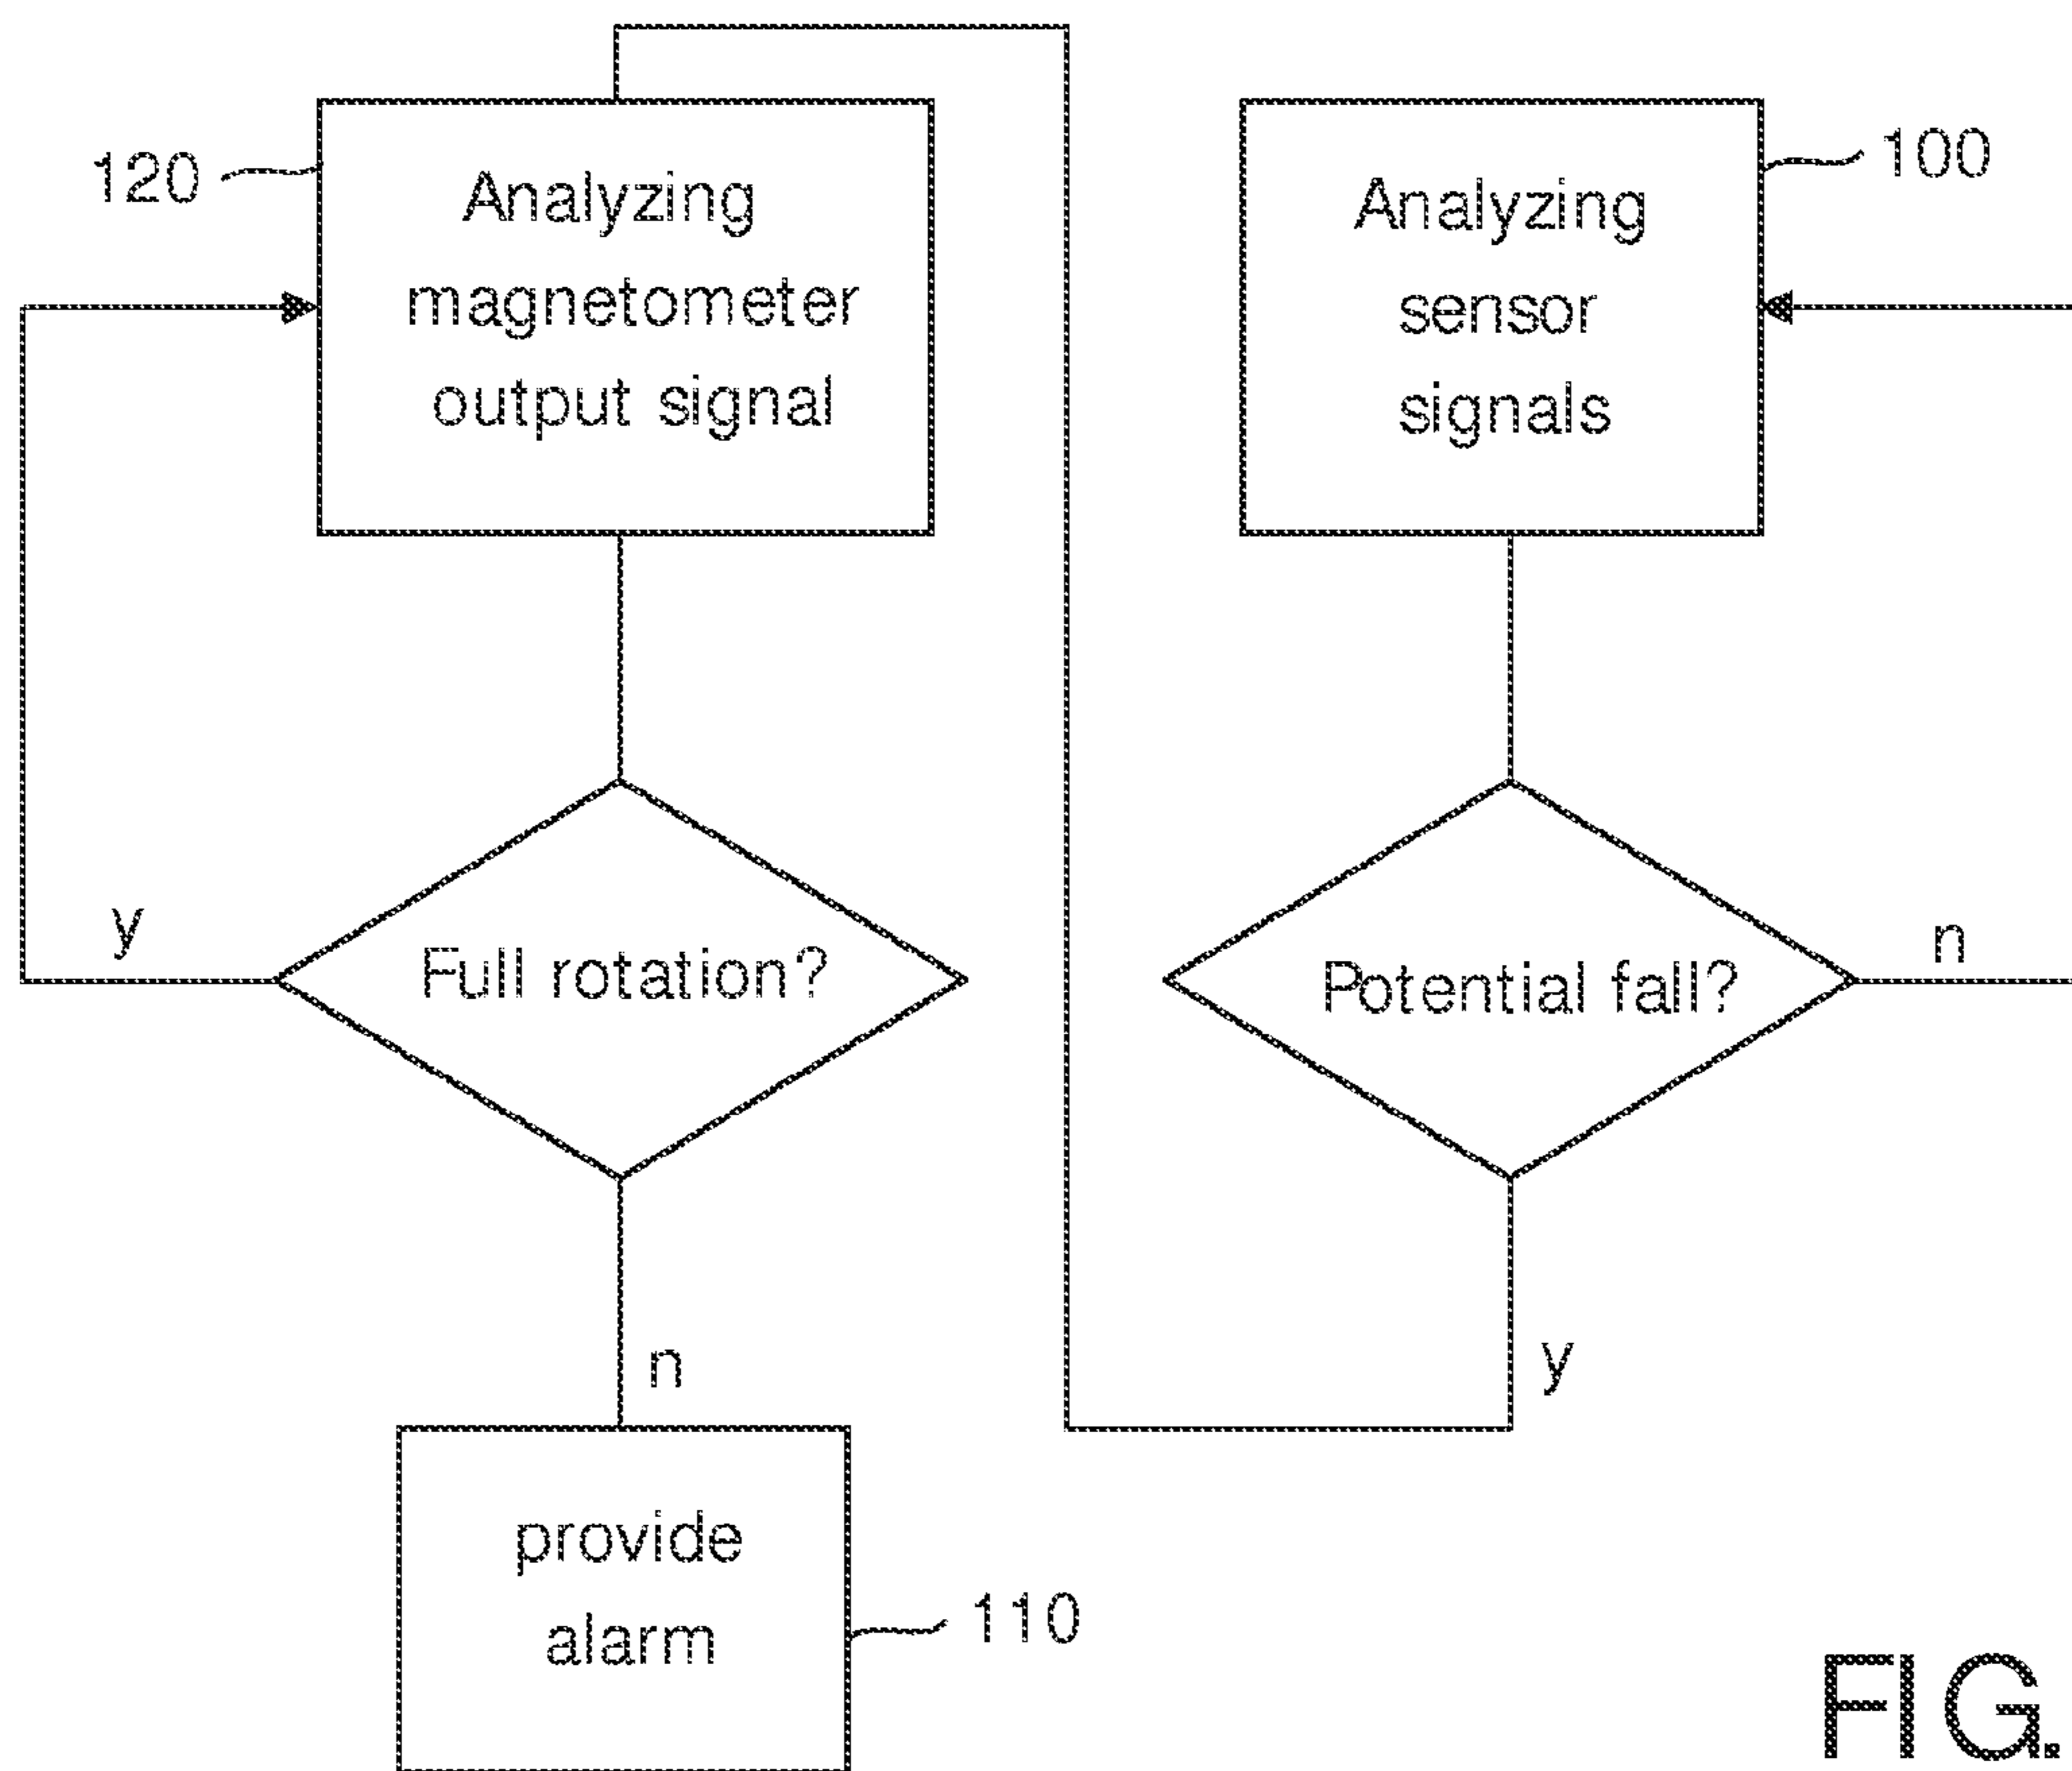 120
Analyzing
magnetometer
output signal
Analyzing
sensor
signals
100
y
Full rotation?
Potential fall?
n
n
y
provide
alarm
110
FIG.